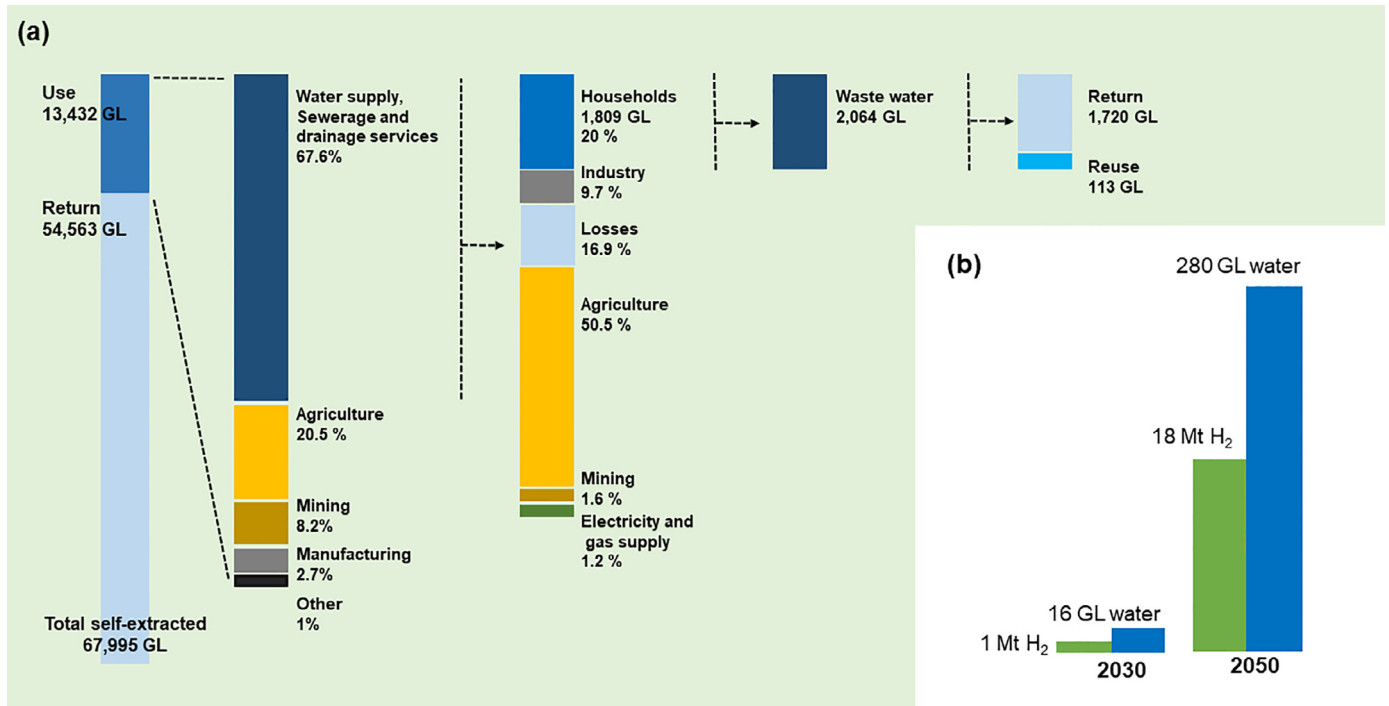 (a)
Use
13,432 GL
Return
54,563 GL
Total self-extracted
67,995 GL
Water supply,
Sewerage and
drainage services
67.6%
Agriculture
20.5 %
Mining
8.2%
Manufacturing
2.7%
Other
1%
Households
1,809 GL
20 %
Industry
9.7 %
Losses
16.9 %
Agriculture
50.5 %
Mining
1.6 %
Electricity and
gas supply
1.2 %
Waste water
2,064 GL
Return
1,720 GL
Reuse
113 GL
(b)
280 GL water
18 Mt H₂
16 GL water
1 Mt H₂
2030
2050